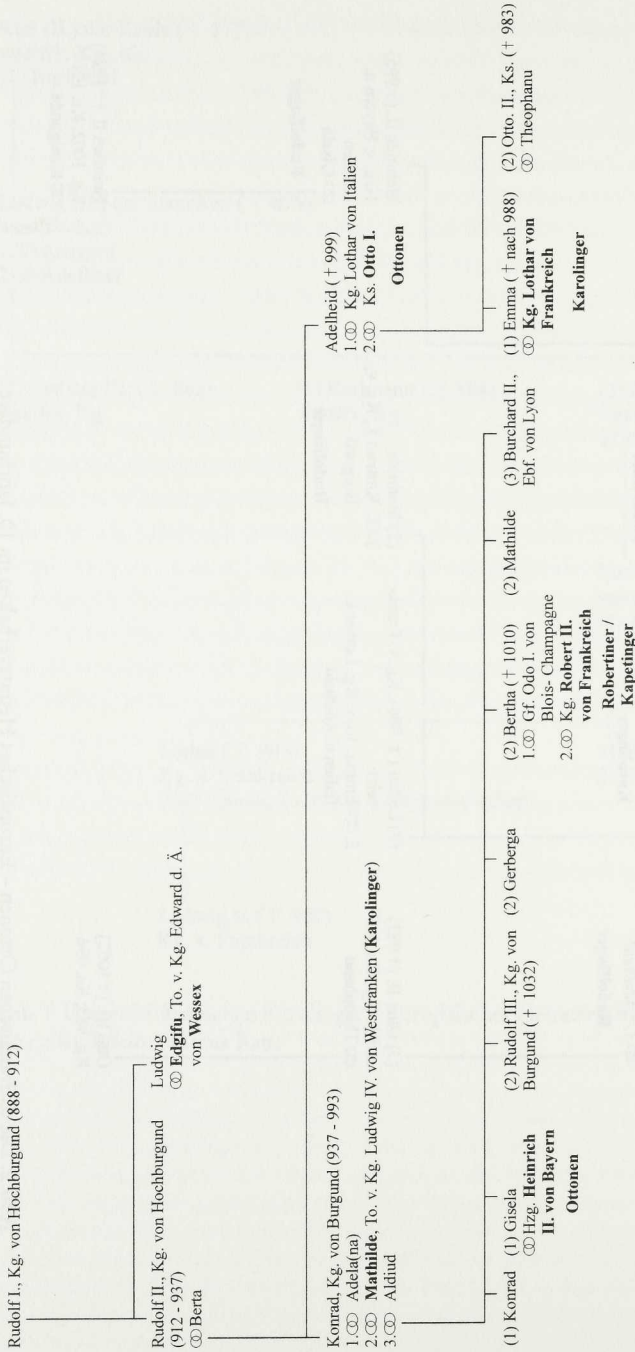 Rudolf I., Kg. von Hochburgund (888 - 912)
Rudolf II., Kg. von Hochburgund
(912 - 937)
⚭ Berta
Ludwig
⚭ Edgifu, To. v. Kg. Edward d. Ä.
von Wessex
Konrad, Kg. von Burgund (937 - 993)
1.⚭ Adela(na)
2.⚭ Mathilde, To. v. Kg. Ludwig IV. von Westfranken (Karolinger)
3.⚭ Aldiud
Adelheid († 999)
1.⚭ Kg. Lothar von Italien
2.⚭ Ks. Otto I.
Ottonen
(1) Konrad
(1) Gisela
⚭ Hzg. Heinrich
II. von Bayern
Ottonen
(2) Rudolf III., Kg. von
Burgund († 1032)
(2) Gerberga
(2) Bertha († 1010)
1.⚭ Gf. Odo I. von
Blois- Champagne
2.⚭ Kg. Robert II.
von Frankreich
Robertiner /
Kapetinger
(2) Mathilde
(3) Burchard II.,
Ebf. von Lyon
(1) Emma († nach 988)
⚭ Kg. Lothar von
Frankreich
Karolinger
(2) Otto. II., Ks. († 983)
⚭ Theophanu